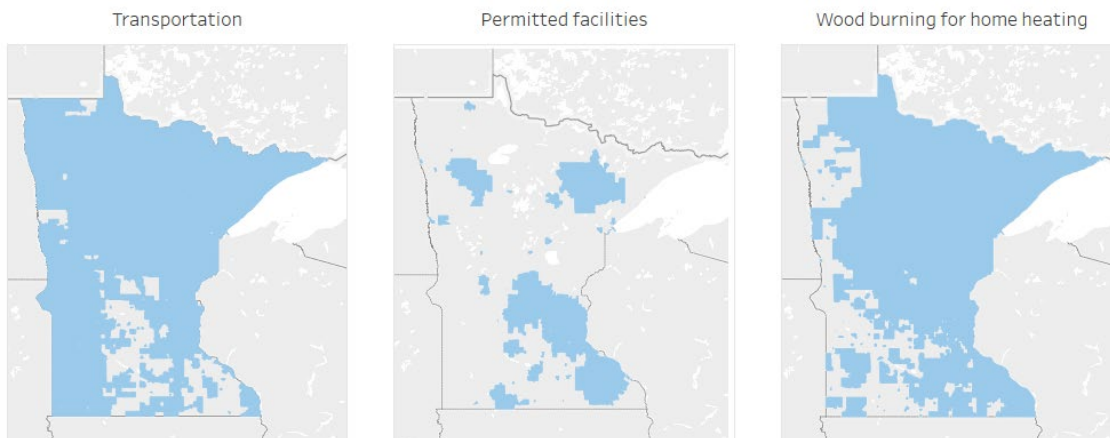 Transportation
Permitted facilities
Wood burning for home heating